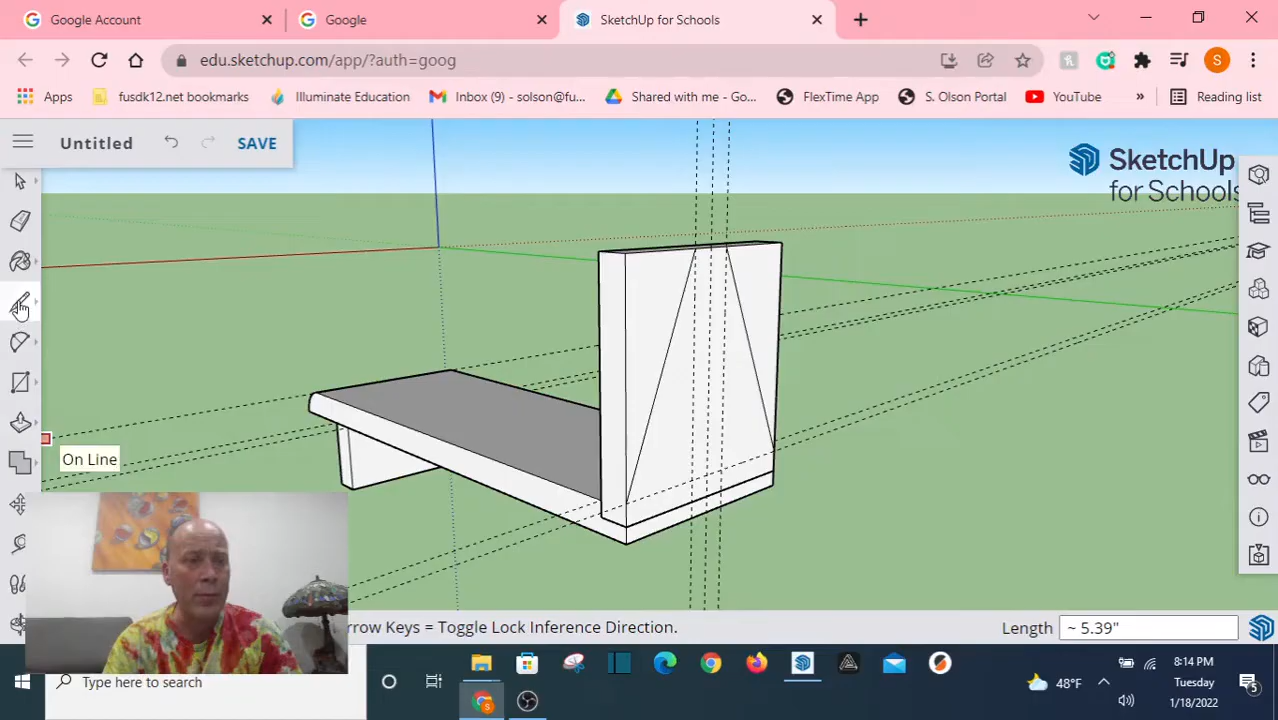 Google Account
Google
SketchUp for Schools
edu.sketchup.com/app/?auth=goog
S
Apps
fusdk12.net bookmarks
Illuminate Education
Inbox (9) - solson@fu...
Shared with me - Go...
FlexTime App
S. Olson Portal
YouTube
»
Reading list
Untitled
SAVE
SketchUp
for Schools
On Line
rrow Keys = Toggle Lock Inference Direction.
Length
~ 5.39"
Type here to search
48°F
8:14 PM
Tuesday
1/18/2022
5